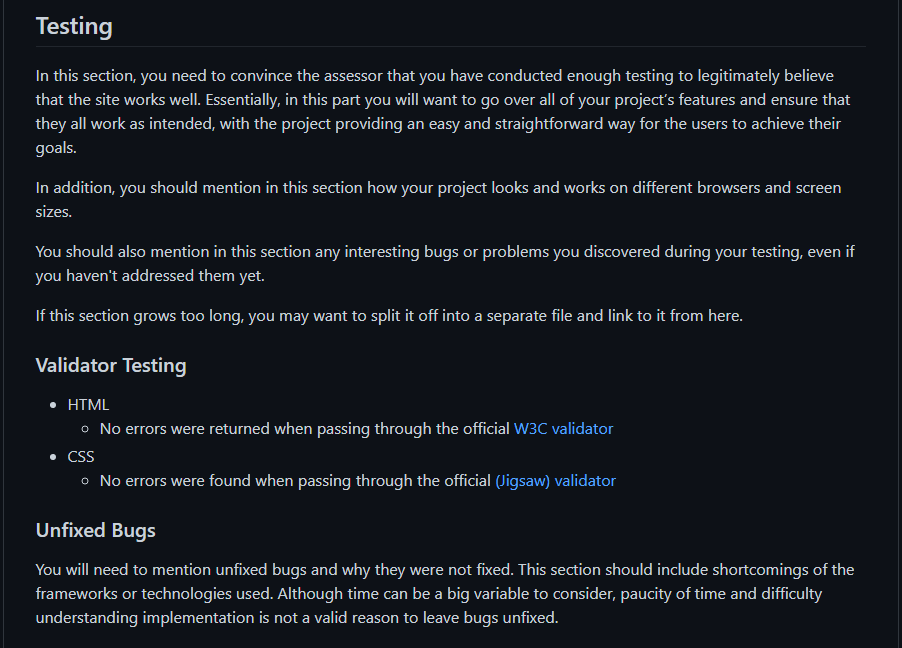 Testing
In this section, you need to convince the assessor that you have conducted enough testing to legitimately believe
that the site works well. Essentially, in this part you will want to go over all of your project’s features and ensure that
they all work as intended, with the project providing an easy and straightforward way for the users to achieve their
goals.
In addition, you should mention in this section how your project looks and works on different browsers and screen
sizes.
You should also mention in this section any interesting bugs or problems you discovered during your testing, even if
you haven't addressed them yet.
If this section grows too long, you may want to split it off into a separate file and link to it from here.
Validator Testing
HTML
No errors were returned when passing through the official W3C validator
CSS
No errors were found when passing through the official (Jigsaw) validator
Unfixed Bugs
You will need to mention unfixed bugs and why they were not fixed. This section should include shortcomings of the
frameworks or technologies used. Although time can be a big variable to consider, paucity of time and difficulty
understanding implementation is not a valid reason to leave bugs unfixed.